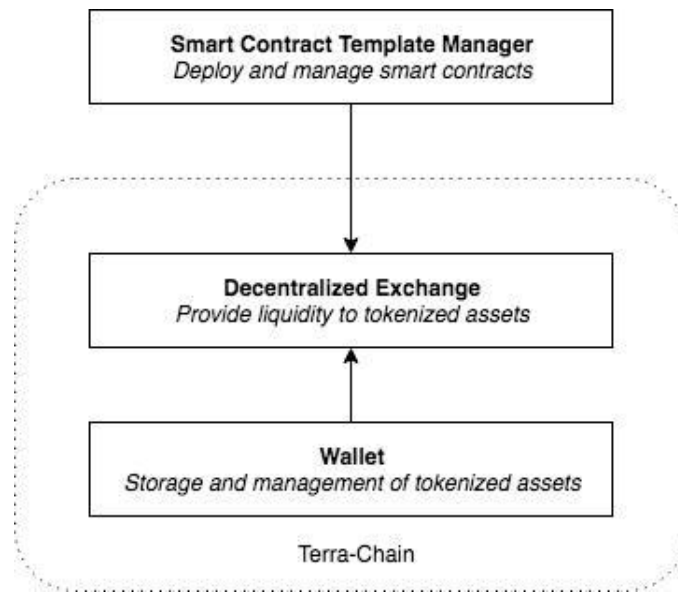 Smart Contract Template Manager
Deploy and manage smart contracts
Decentralized Exchange
Provide liquidity to tokenized assets
Wallet
Storage and management of tokenized assets
Terra-Chain